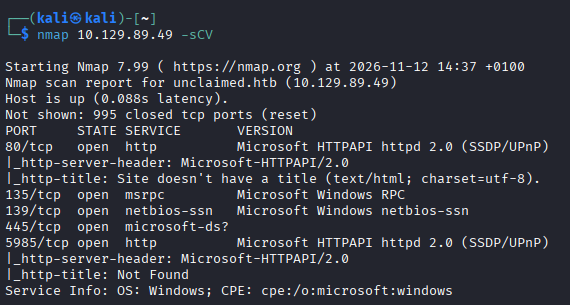 ┌──(kali㉿kali)-[~]
└─$ nmap 10.129.89.49 -sCV
Starting Nmap 7.99 ( https://nmap.org ) at 2026-11-12 14:37 +0100
Nmap scan report for unclaimed.htb (10.129.89.49)
Host is up (0.088s latency).
Not shown: 995 closed tcp ports (reset)
PORT     STATE SERVICE       VERSION
80/tcp   open  http          Microsoft HTTPAPI httpd 2.0 (SSDP/UPnP)
|_http-server-header: Microsoft-HTTPAPI/2.0
|_http-title: Site doesn't have a title (text/html; charset=utf-8).
135/tcp  open  msrpc         Microsoft Windows RPC
139/tcp  open  netbios-ssn   Microsoft Windows netbios-ssn
445/tcp  open  microsoft-ds?
5985/tcp open  http          Microsoft HTTPAPI httpd 2.0 (SSDP/UPnP)
|_http-server-header: Microsoft-HTTPAPI/2.0
|_http-title: Not Found
Service Info: OS: Windows; CPE: cpe:/o:microsoft:windows